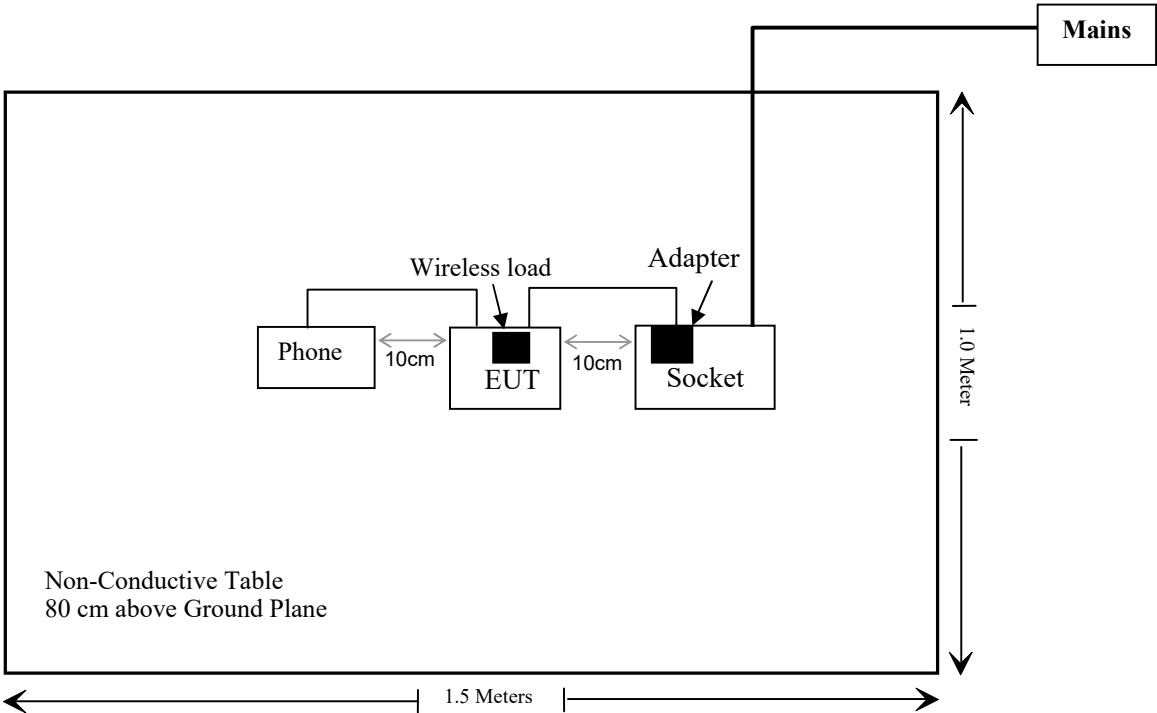 Mains
Wireless load
Adapter
Phone
10cm
EUT
10cm
Socket
1.0 Meter
Non-Conductive Table
80 cm above Ground Plane
1.5 Meters